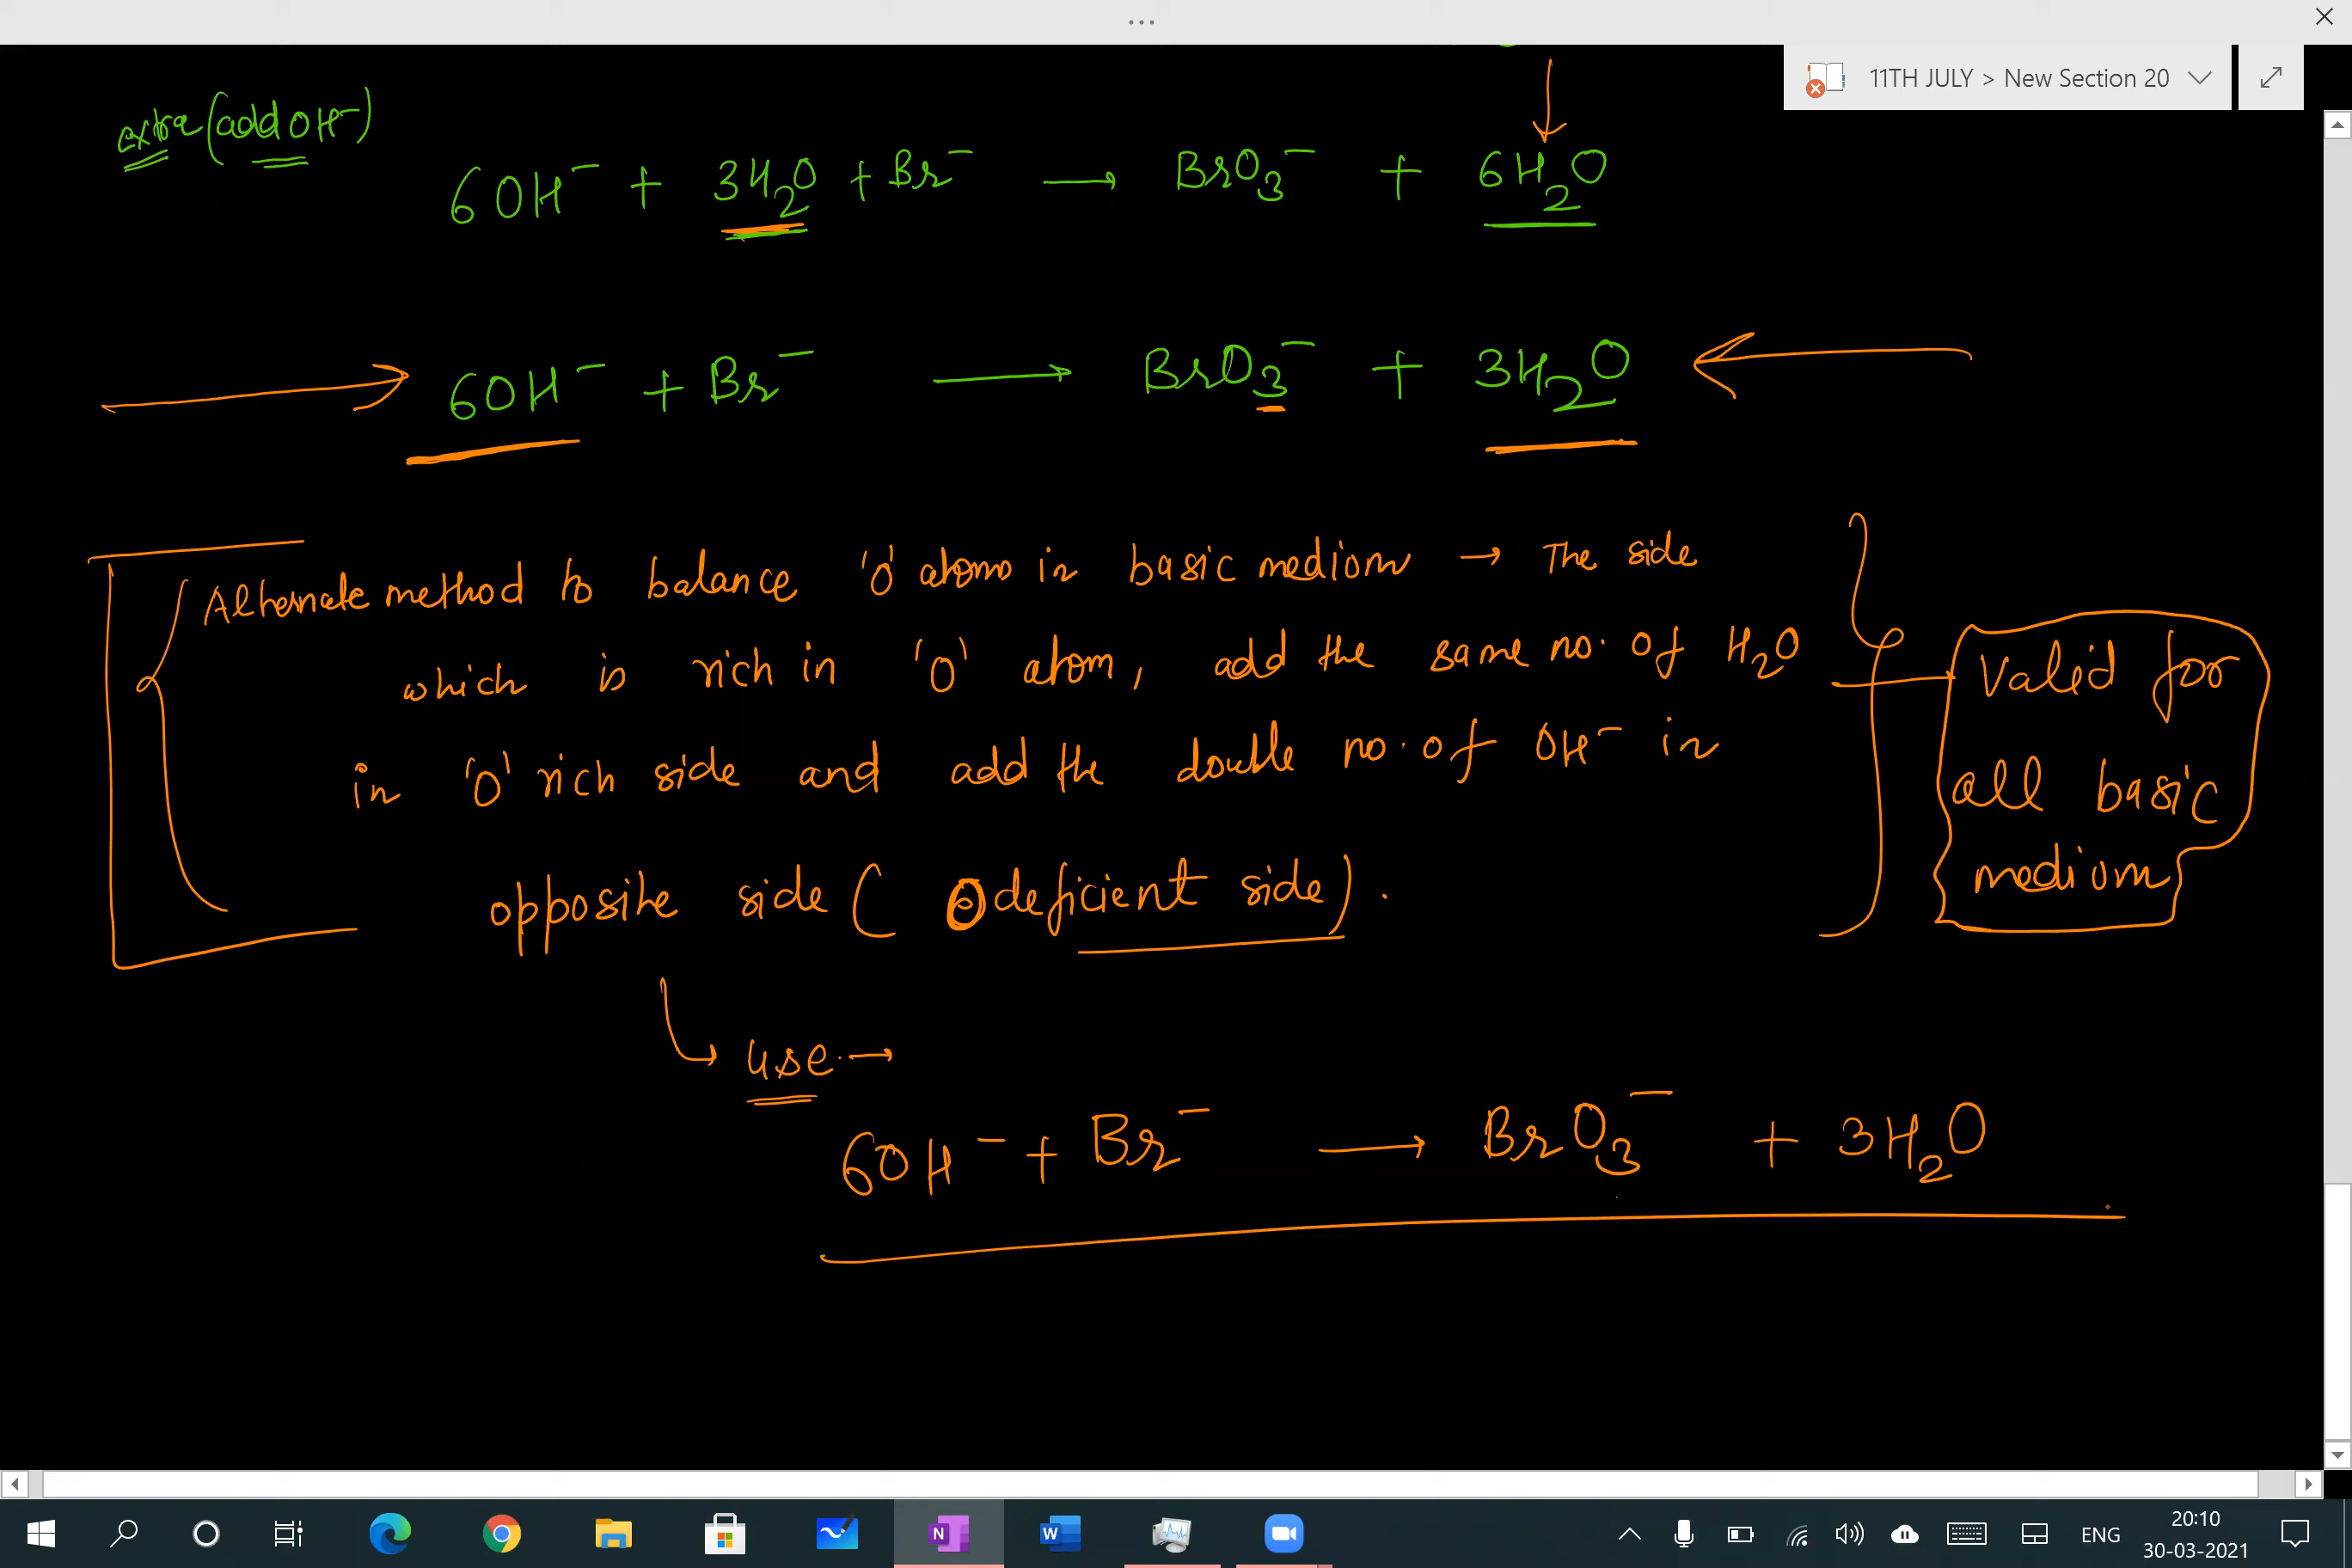 11TH JULY > New Section 20
extra (add OH⁻)
6OH⁻ + 3H₂O + Br⁻ → BrO₃⁻ + 6H₂O
6OH⁻ + Br⁻ → BrO₃⁻ + 3H₂O
Alternate method to balance 'O' atoms in basic medium → The side
which is rich in 'O' atom, add the same no. of H₂O
in 'O' rich side and add the double no. of OH⁻ in
opposite side ( O deficient side).
Valid for
all basic
medium
use →
6OH⁻ + Br⁻ → BrO₃⁻ + 3H₂O
ENG
20:10
30-03-2021